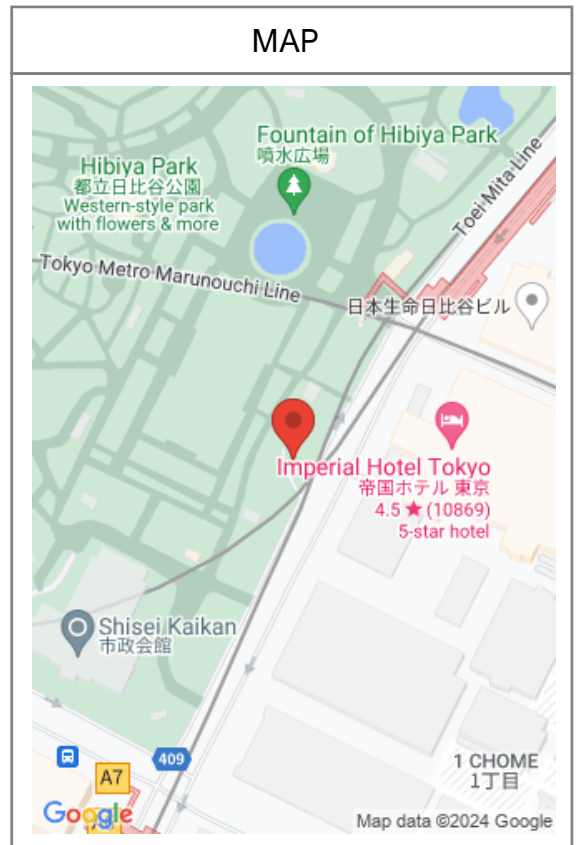 MAP
Fountain of Hibiya Park
噴水広場
Hibiya Park
都立日比谷公園
Western-style park
with flowers & more
Toei Mita Line
Tokyo Metro Marunouchi Line
日本生命日比谷ビル
Imperial Hotel Tokyo
帝国ホテル 東京
4.5 ★ (10869)
5-star hotel
Shisei Kaikan
市政会館
409
A7
1 CHOME
1丁目
Google
Map data ©2024 Google